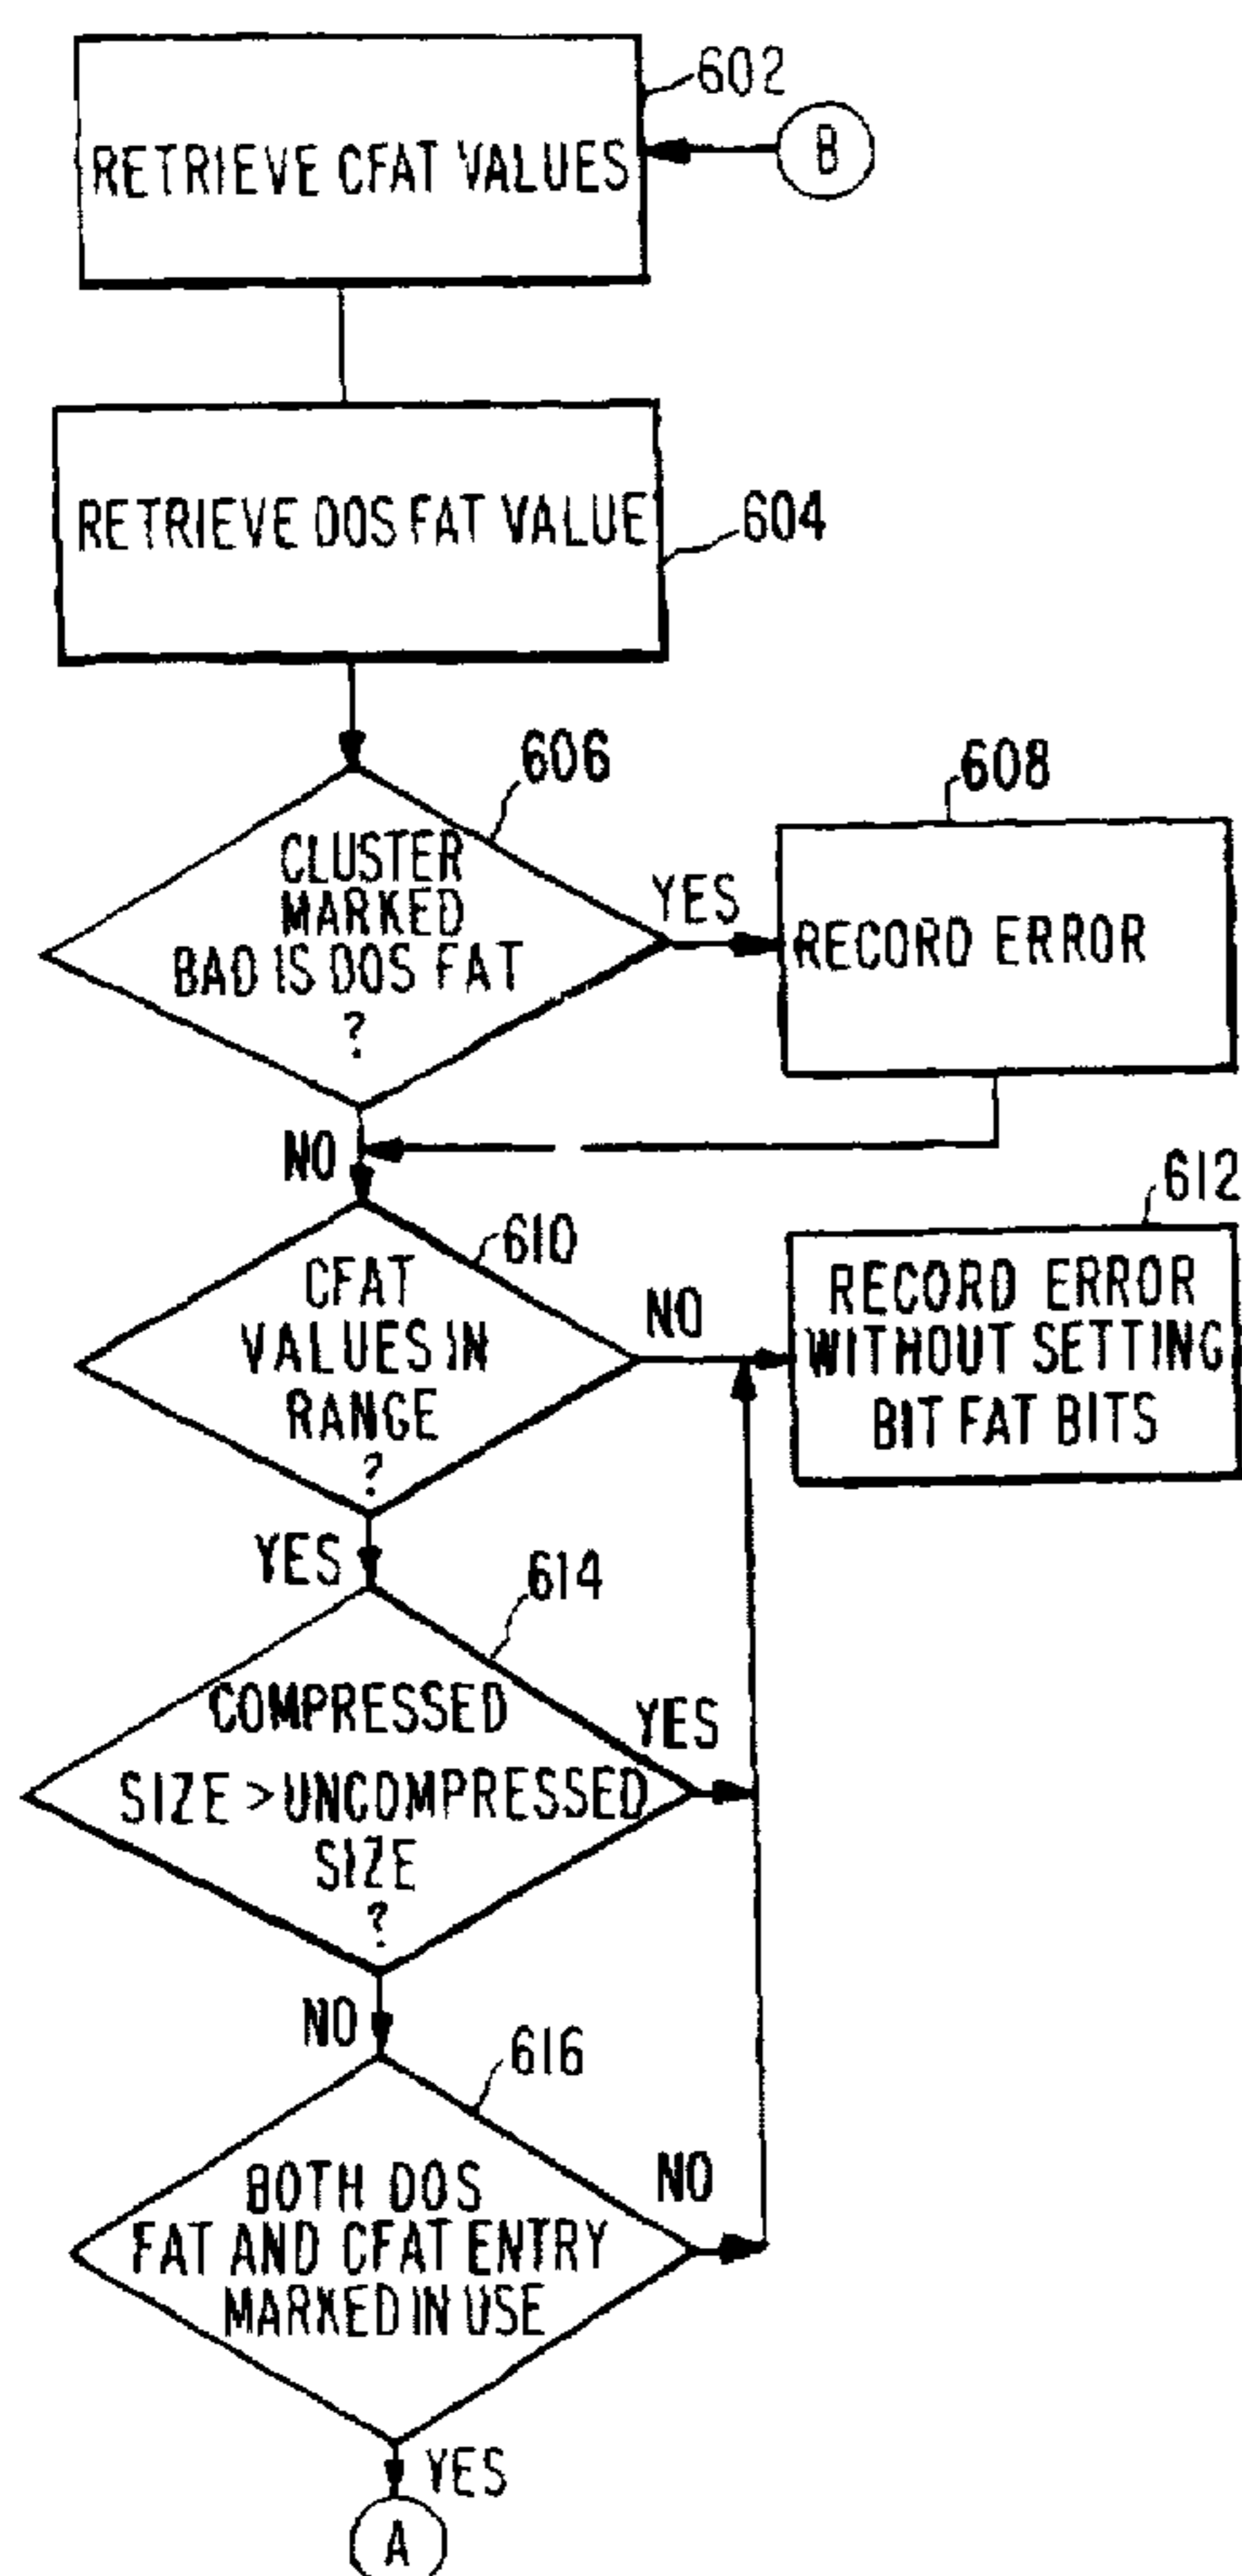 602
RETRIEVE CFAT VALUES
B
RETRIEVE DOS FAT VALUE
604
606
CLUSTER
MARKED
BAD IS DOS FAT
?
YES
608
RECORD ERROR
NO
610
CFAT
VALUES IN
RANGE
?
NO
612
RECORD ERROR
WITHOUT SETTING
BIT FAT BITS
YES
614
COMPRESSED
SIZE > UNCOMPRESSED
SIZE
?
YES
NO
616
BOTH DOS
FAT AND CFAT ENTRY
MARKED IN USE
NO
YES
A